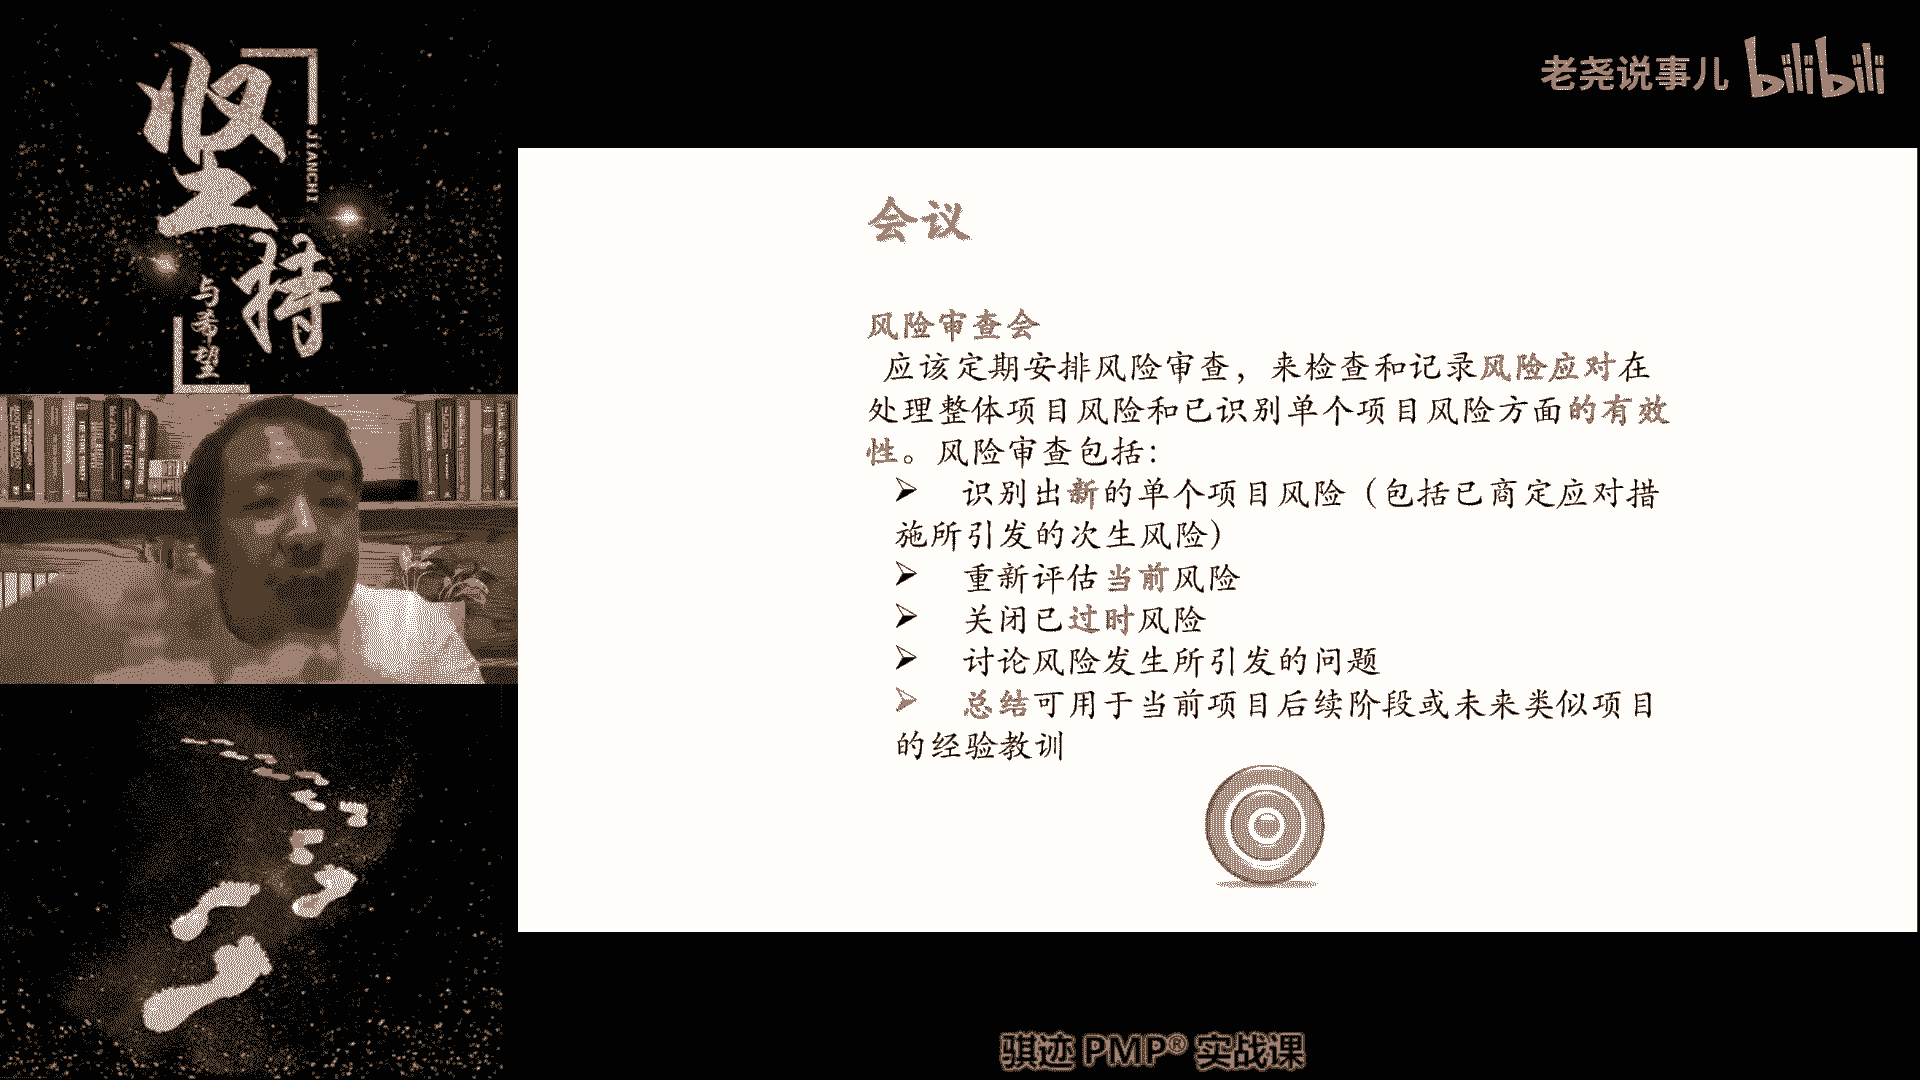 坚持
JIANCHI
与希望
老尧说事儿 bilibili
会议
风险审查会
应该定期安排风险审查，来检查和记录风险应对在
处理整体项目风险和已识别单个项目风险方面的有效
性。风险审查包括：
➢ 识别出新的单个项目风险（包括已商定应对措
施所引发的次生风险）
➢ 重新评估当前风险
➢ 关闭已过时风险
➢ 讨论风险发生所引发的问题
➢ 总结可用于当前项目后续阶段或未来类似项目
的经验教训
骐迹 PMP® 实战课